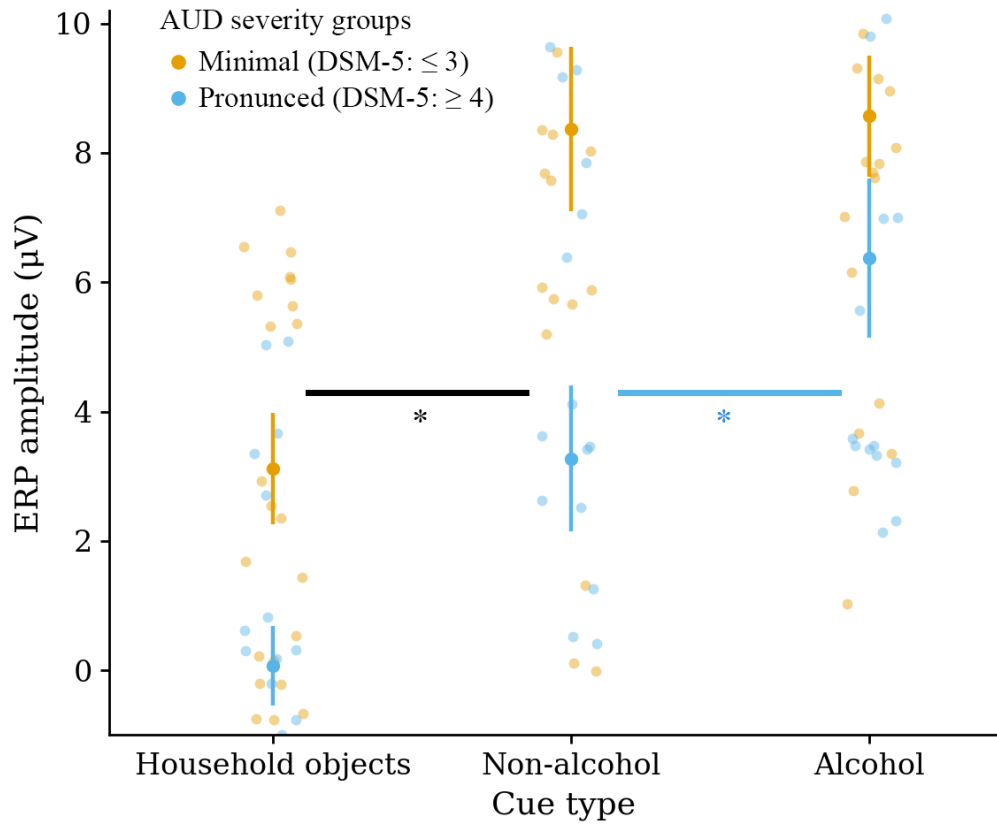 AUD severity groups
Minimal (DSM-5: ≤ 3)
Pronunced (DSM-5: ≥ 4)
ERP amplitude (μV)
10
8
6
4
2
0
*
*
Household objects
Non-alcohol
Alcohol
Cue type